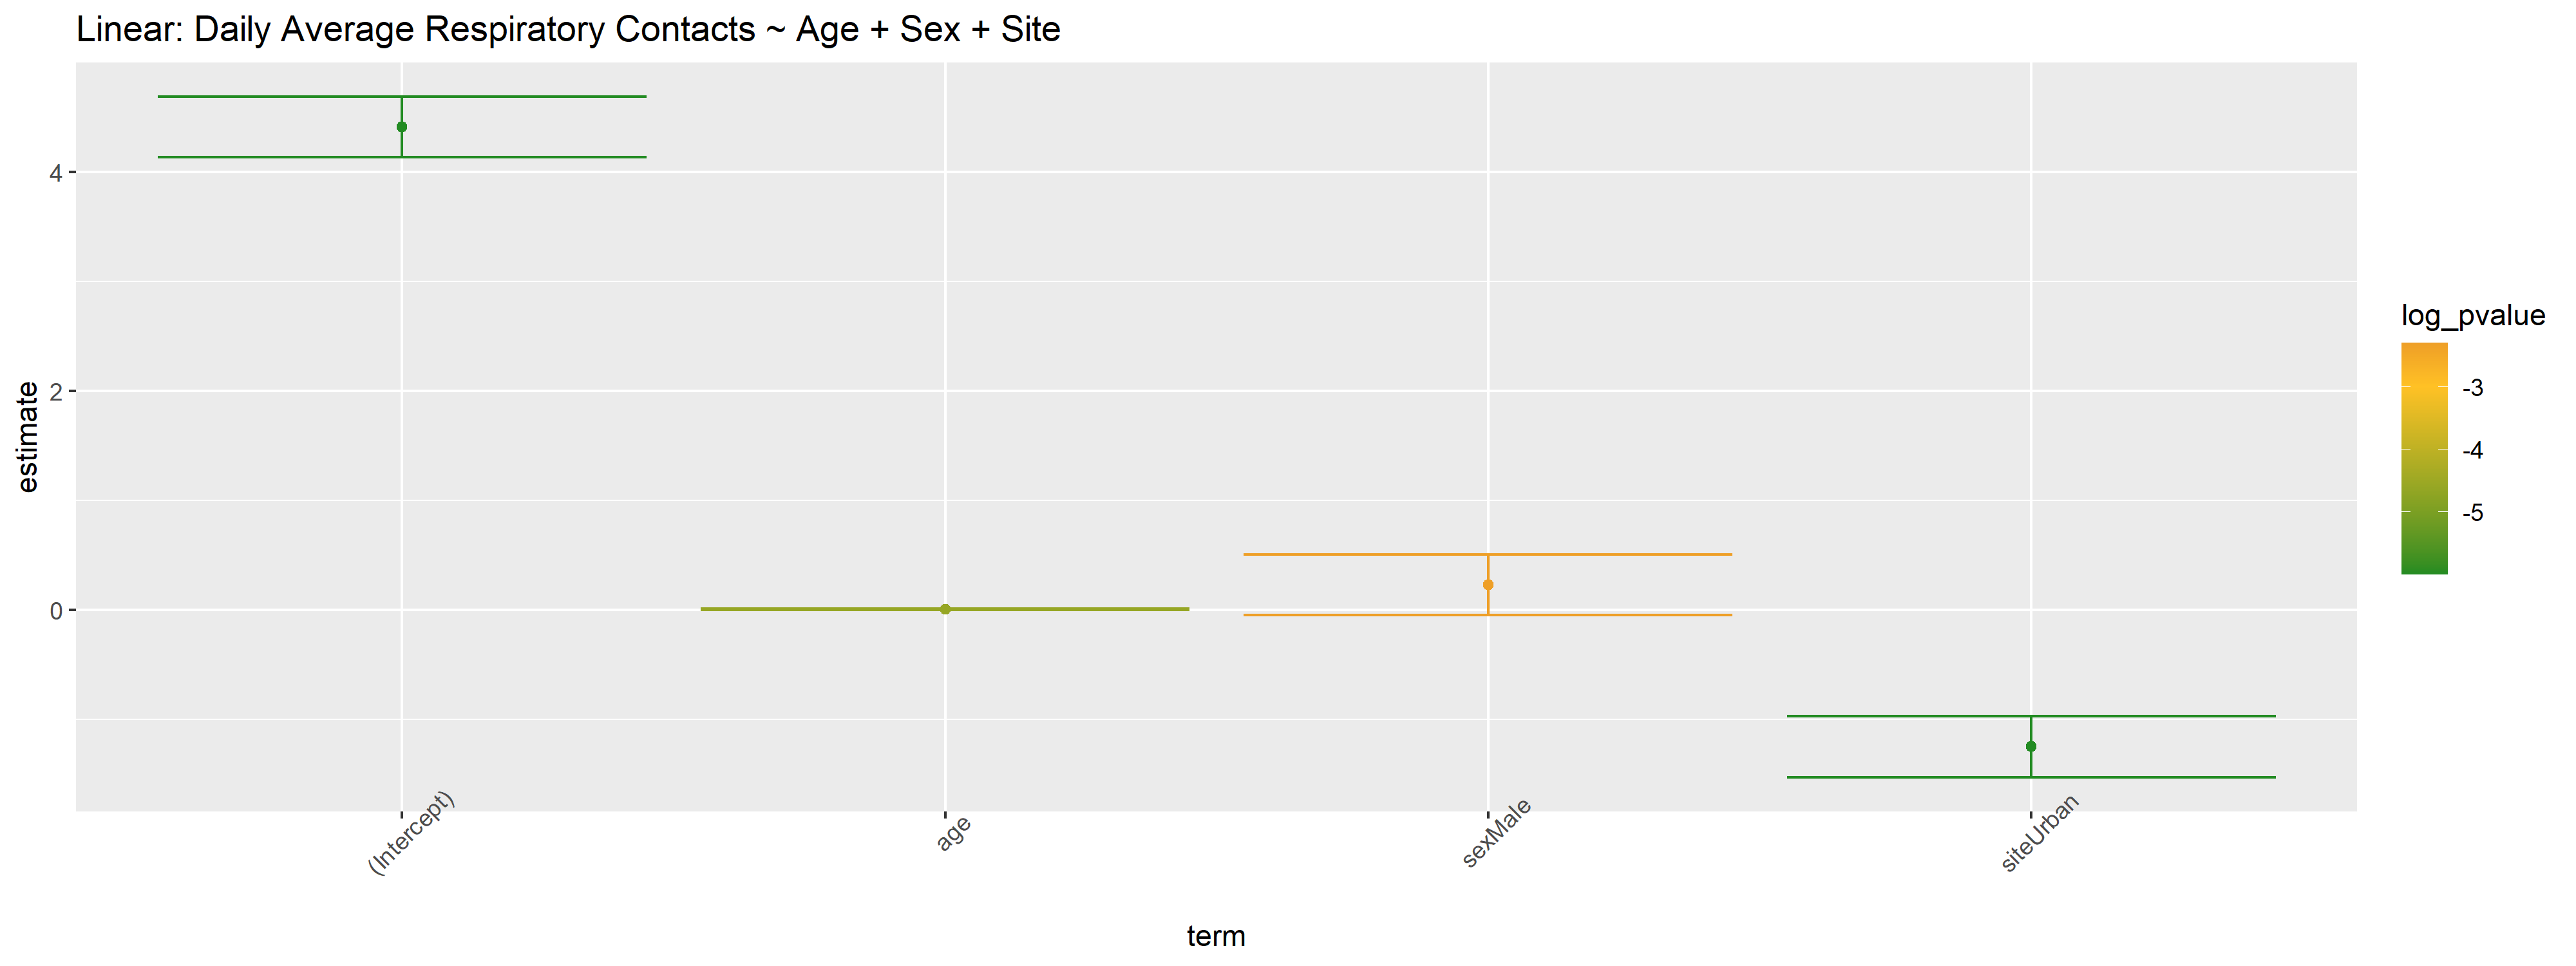 Linear: Daily Average Respiratory Contacts ~ Age + Sex + Site
estimate
4
2
0
(Intercept)
age
sexMale
siteUrban
term
log_pvalue
-3
-4
-5